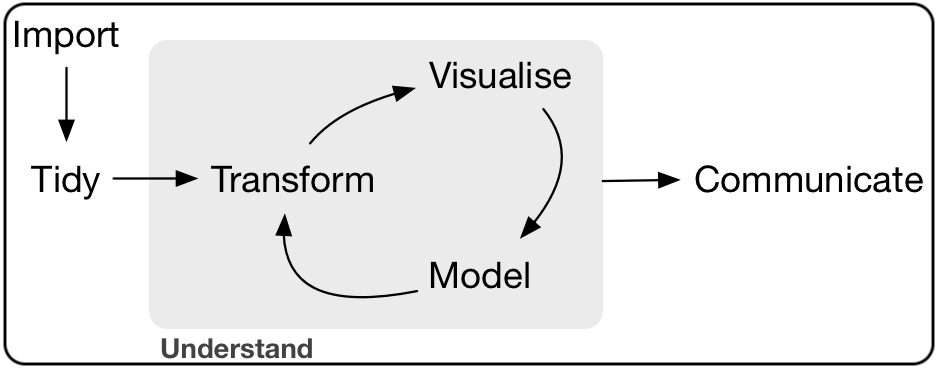 Import
Tidy
Transform
Visualise
Model
Communicate
Understand